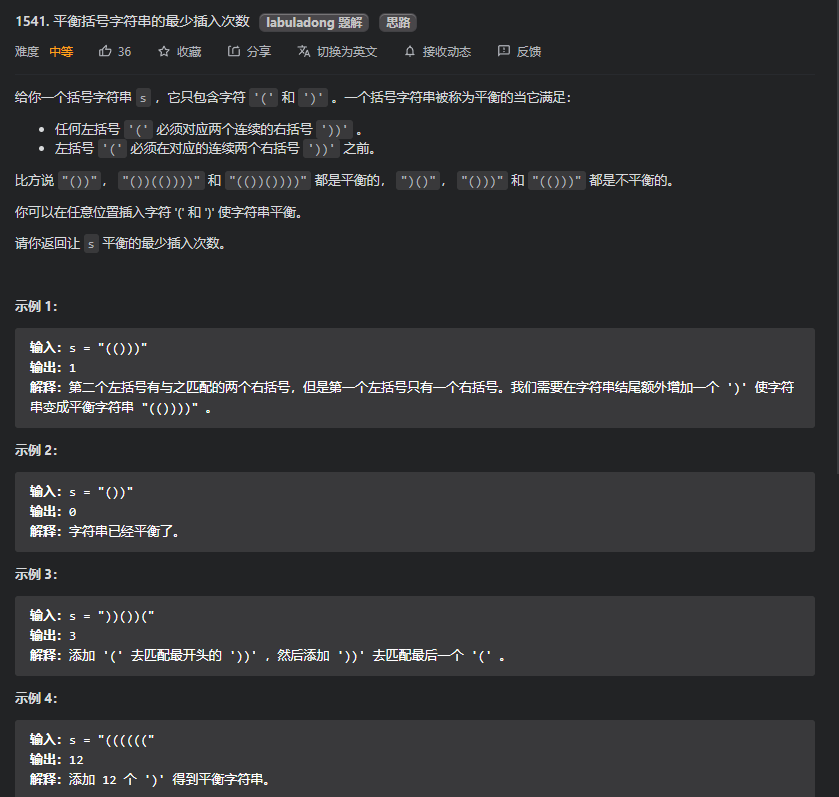 1541. 平衡括号字符串的最少插入次数 labuladong 题解 思路
难度 中等 36 收藏 分享 切换为英文 接收动态 反馈
给你一个括号字符串 s ，它只包含字符 '(' 和 ')' 。一个括号字符串被称为平衡的当它满足：
• 任何左括号 '(' 必须对应两个连续的右括号 '))' 。
• 左括号 '(' 必须在对应的连续两个右括号 '))' 之前。
比方说 "())"， "())(())))" 和 "(())())))" 都是平衡的， ")()"， "()))" 和 "(()))" 都是不平衡的。
你可以在任意位置插入字符 '(' 和 ')' 使字符串平衡。
请你返回让 s 平衡的最少插入次数。
示例 1：
输入：s = "(()))"
输出：1
解释：第二个左括号有与之匹配的两个右括号，但是第一个左括号只有一个右括号。我们需要在字符串结尾额外增加一个 ')' 使字符
串变成平衡字符串 "(())))" 。
示例 2：
输入：s = "())"
输出：0
解释：字符串已经平衡了。
示例 3：
输入：s = "))())("
输出：3
解释：添加 '(' 去匹配最开头的 '))' ，然后添加 '))' 去匹配最后一个 '(' 。
示例 4：
输入：s = "(((((("
输出：12
解释：添加 12 个 ')' 得到平衡字符串。